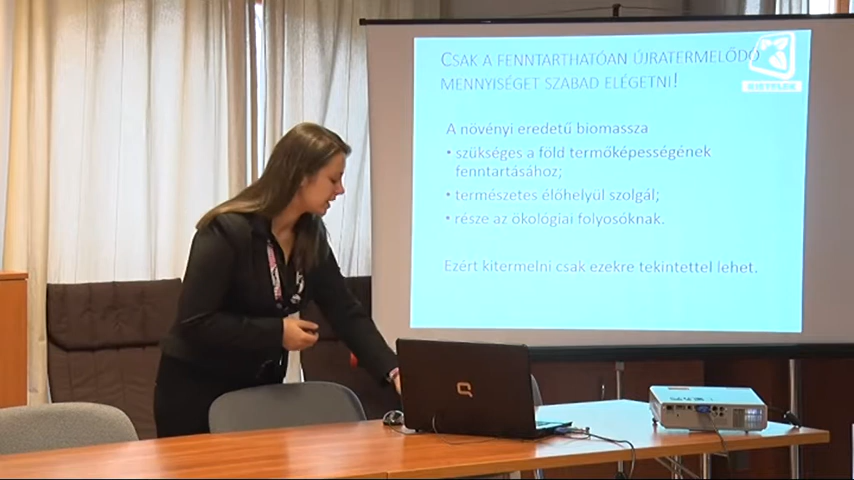 CSAK A FENNTARTHATÓAN ÚJRATERMELŐDŐ
MENNYISÉGET SZABAD ELÉGETNI!
A növényi eredetű biomassza
• szükséges a föld termőképességének
fenntartásához;
• természetes élőhelyül szolgál;
• része az ökológiai folyosóknak.
Ezért kitermelni csak ezekre tekintettel lehet.